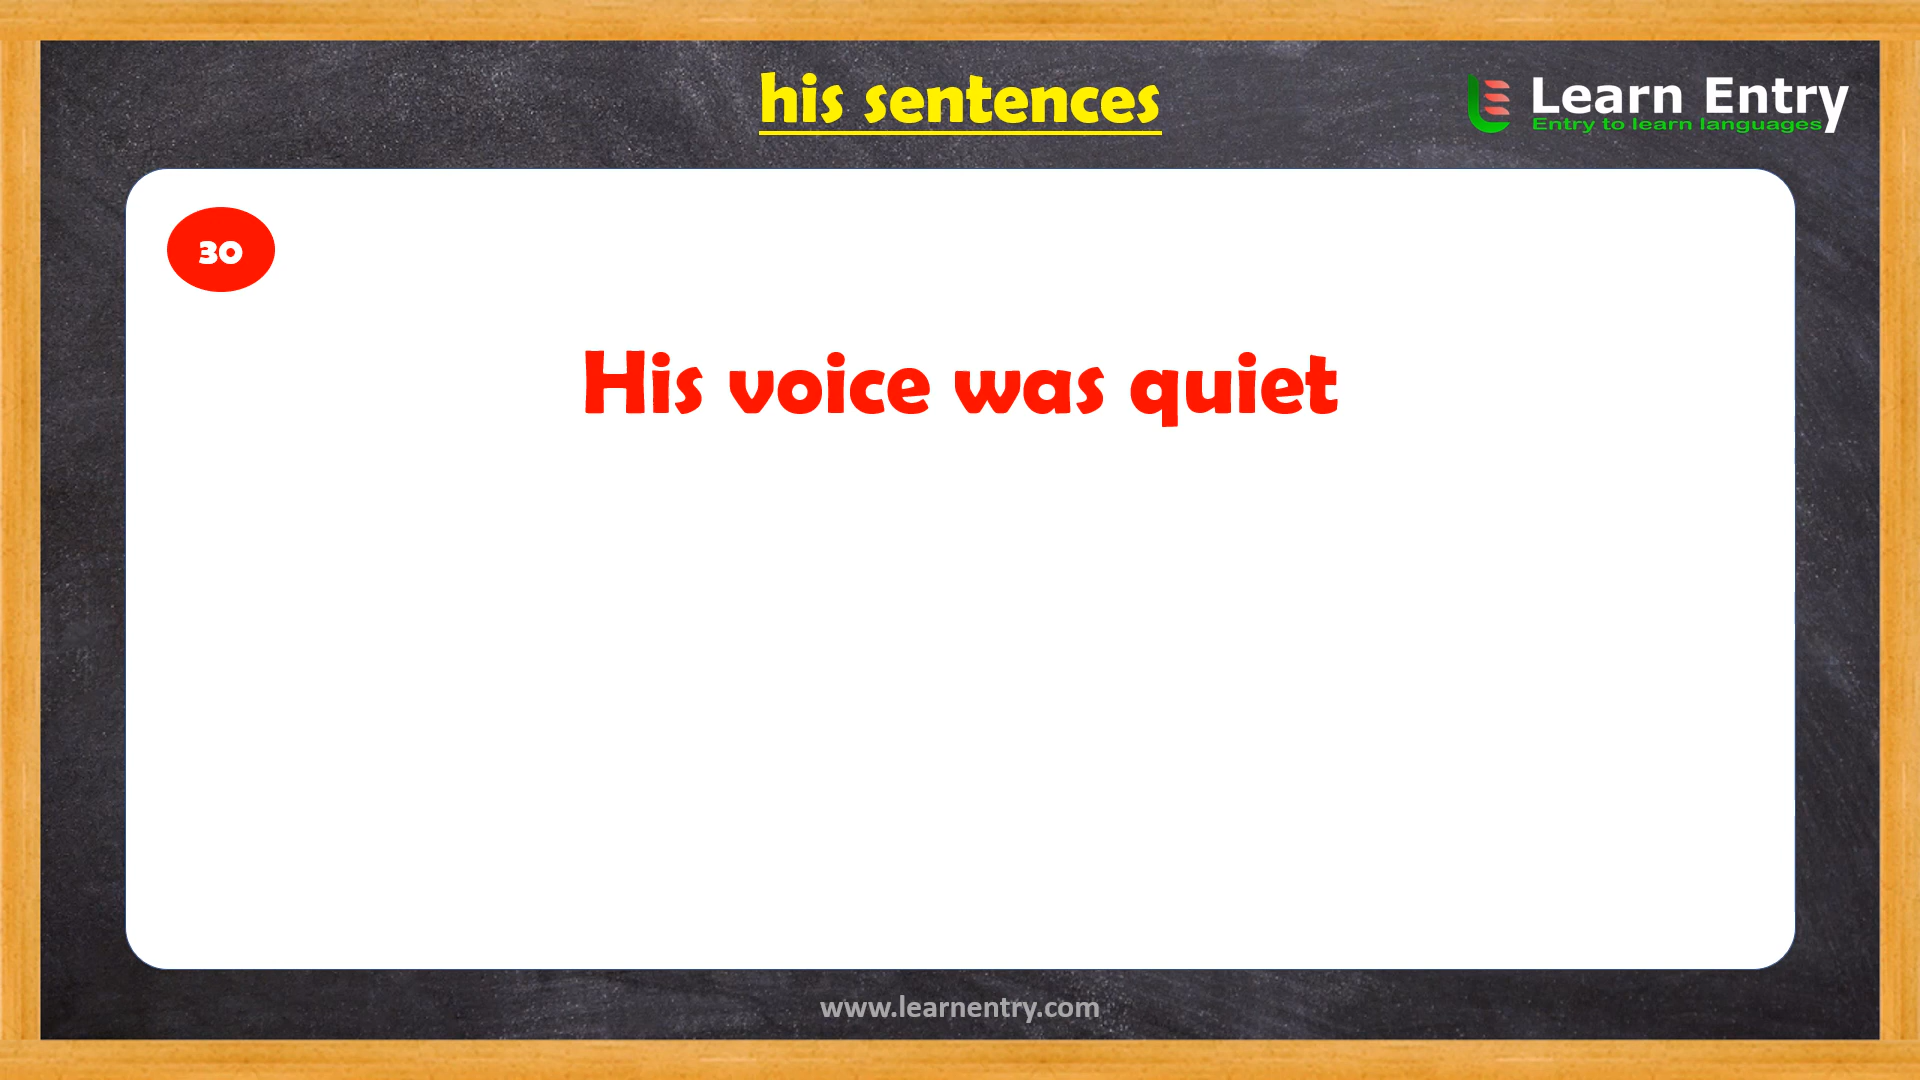 his sentences
Learn Entry
Entry to learn languages
30
His voice was quiet
www.learnentry.com